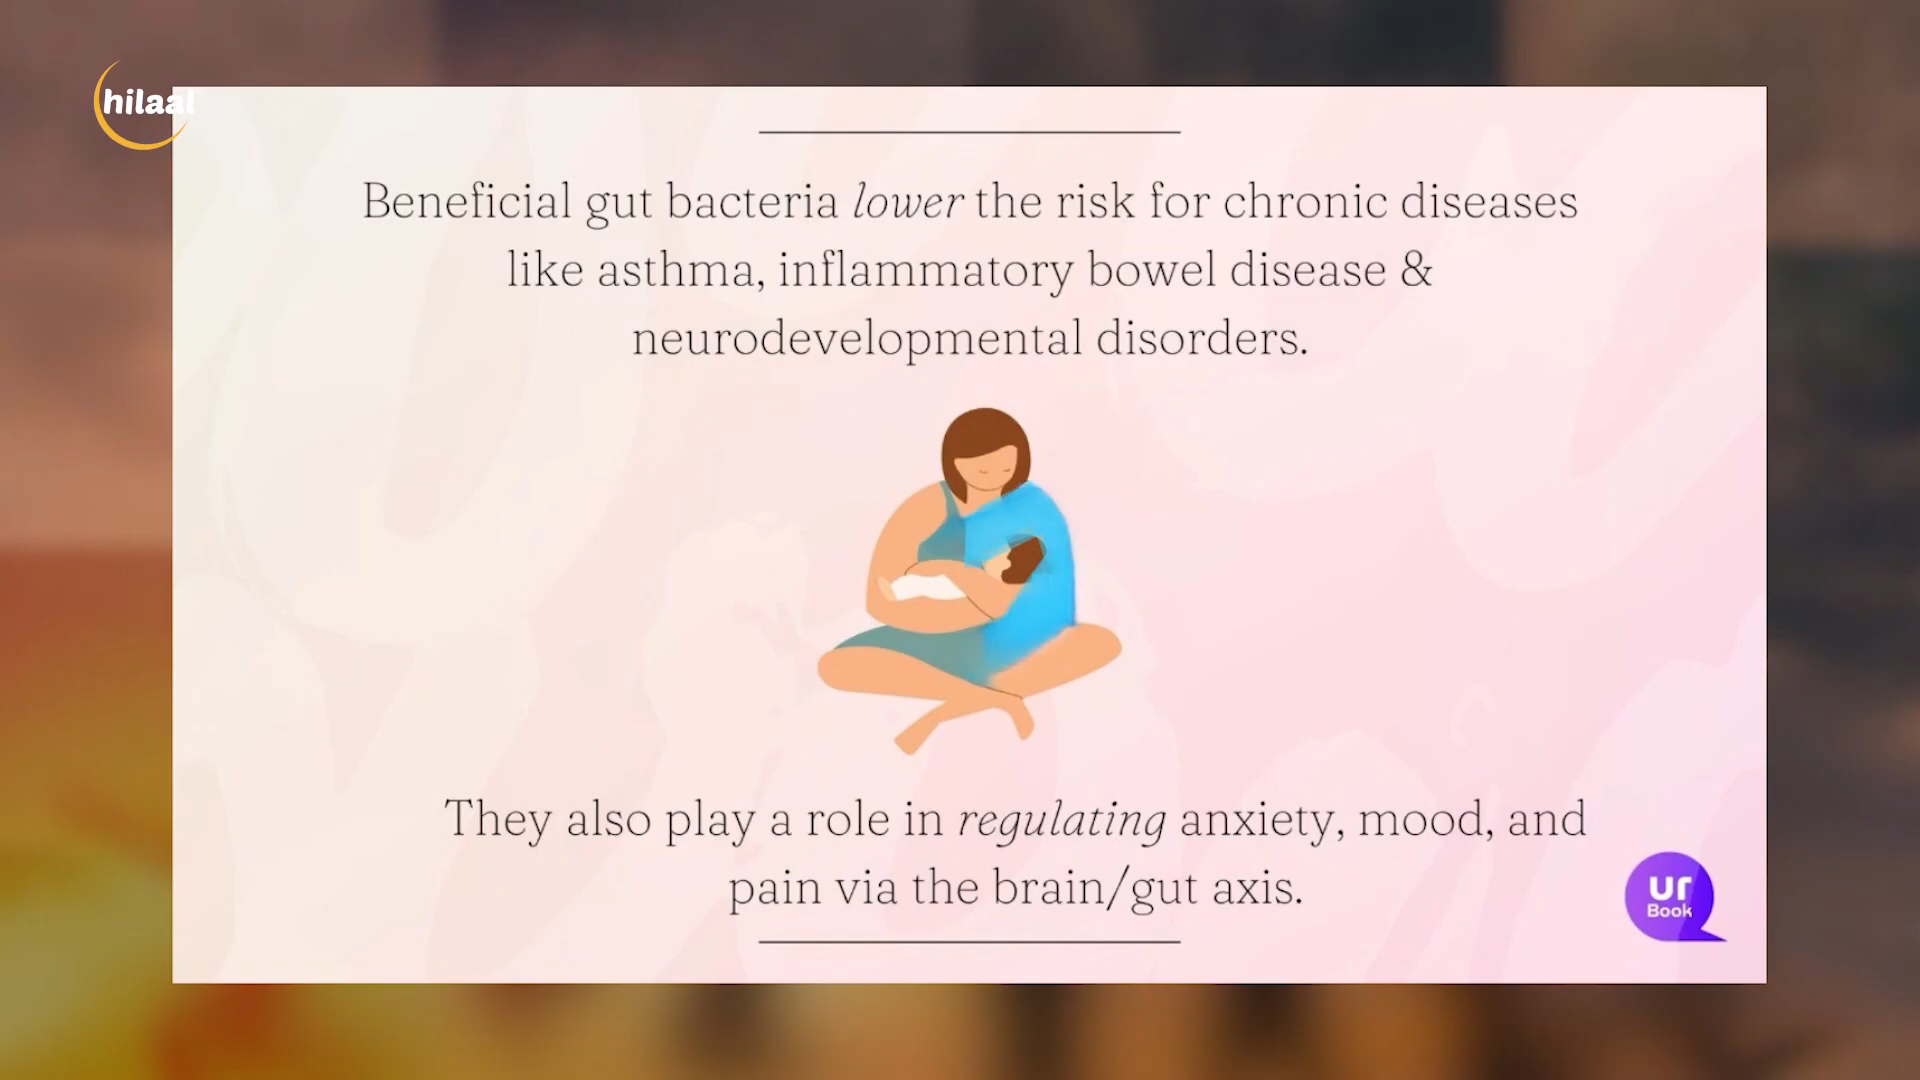 hilaal
Beneficial gut bacteria lower the risk for chronic diseases
like asthma, inflammatory bowel disease &
neurodevelopmental disorders.
They also play a role in regulating anxiety, mood, and
pain via the brain/gut axis.
ur
Book